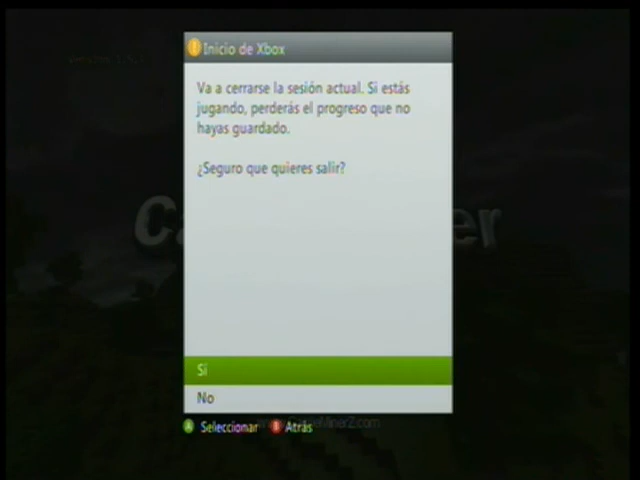 Inicio de Xbox
Va a cerrarse la sesión actual. Si estás
jugando, perderás el progreso que no
hayas guardado.
¿Seguro que quieres salir?
Sí
No
A Seleccionar B Atrás